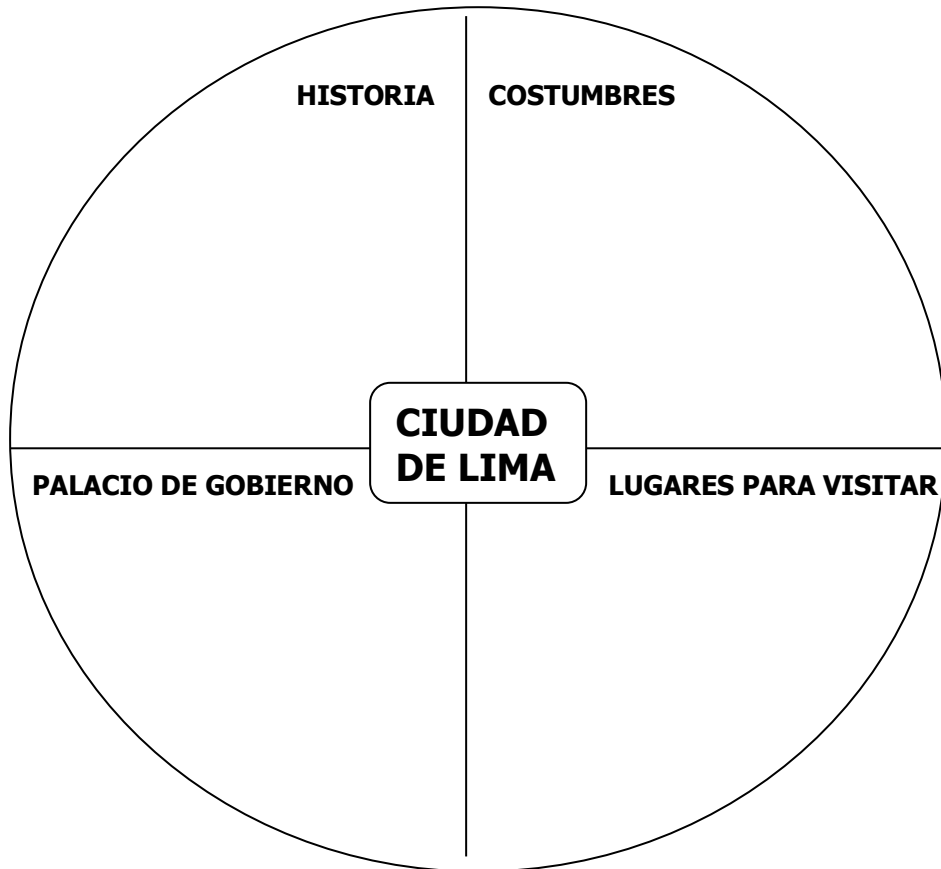 HISTORIA
COSTUMBRES
CIUDAD
DE LIMA
PALACIO DE GOBIERNO
LUGARES PARA VISITAR